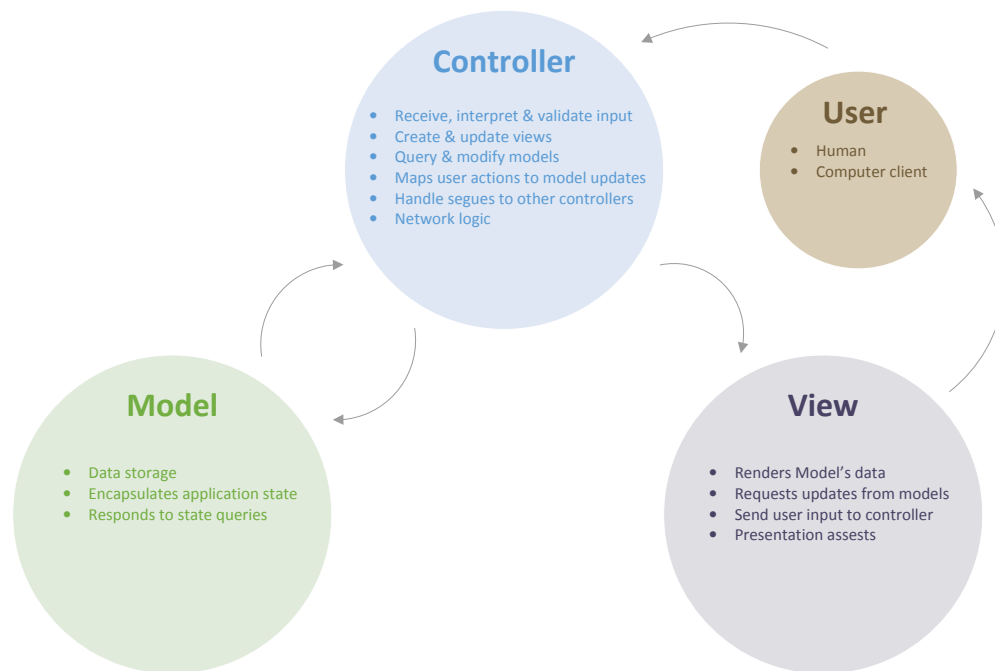 Controller
• Receive, interpret & validate input
• Create & update views
• Query & modify models
• Maps user actions to model updates
• Handle segues to other controllers
• Network logic
User
• Human
• Computer client
Model
• Data storage
• Encapsulates application state
• Responds to state queries
View
• Renders Model’s data
• Requests updates from models
• Send user input to controller
• Presentation assests